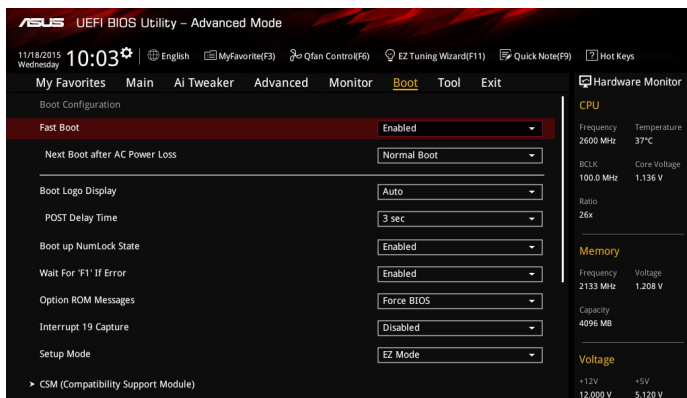 ASUS UEFI BIOS Utility – Advanced Mode
11/18/2015 Wednesday 10:03 English MyFavorite(F3) Qfan Control(F6) EZ Tuning Wizard(F11) Quick Note(F9) Hot Keys
My Favorites Main Ai Tweaker Advanced Monitor Boot Tool Exit
Boot Configuration
Fast Boot Enabled
Next Boot after AC Power Loss Normal Boot
Boot Logo Display Auto
POST Delay Time 3 sec
Boot up NumLock State Enabled
Wait For 'F1' If Error Enabled
Option ROM Messages Force BIOS
Interrupt 19 Capture Disabled
Setup Mode EZ Mode
CSM (Compatibility Support Module)
Hardware Monitor
CPU
Frequency Temperature
2600 MHz 37°C
BCLK Core Voltage
100.0 MHz 1.136 V
Ratio
26x
Memory
Frequency Voltage
2133 MHz 1.208 V
Capacity
4096 MB
Voltage
+12V +5V
12.000 V 5.120 V